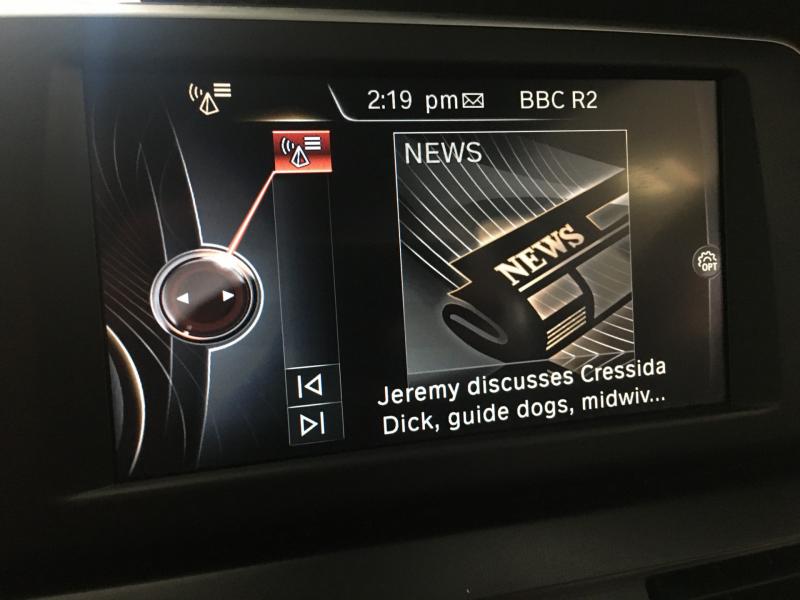 2:19 pm
BBC R2
NEWS
NEWS
OPT
Jeremy discusses Cressida
Dick, guide dogs, midwiv...